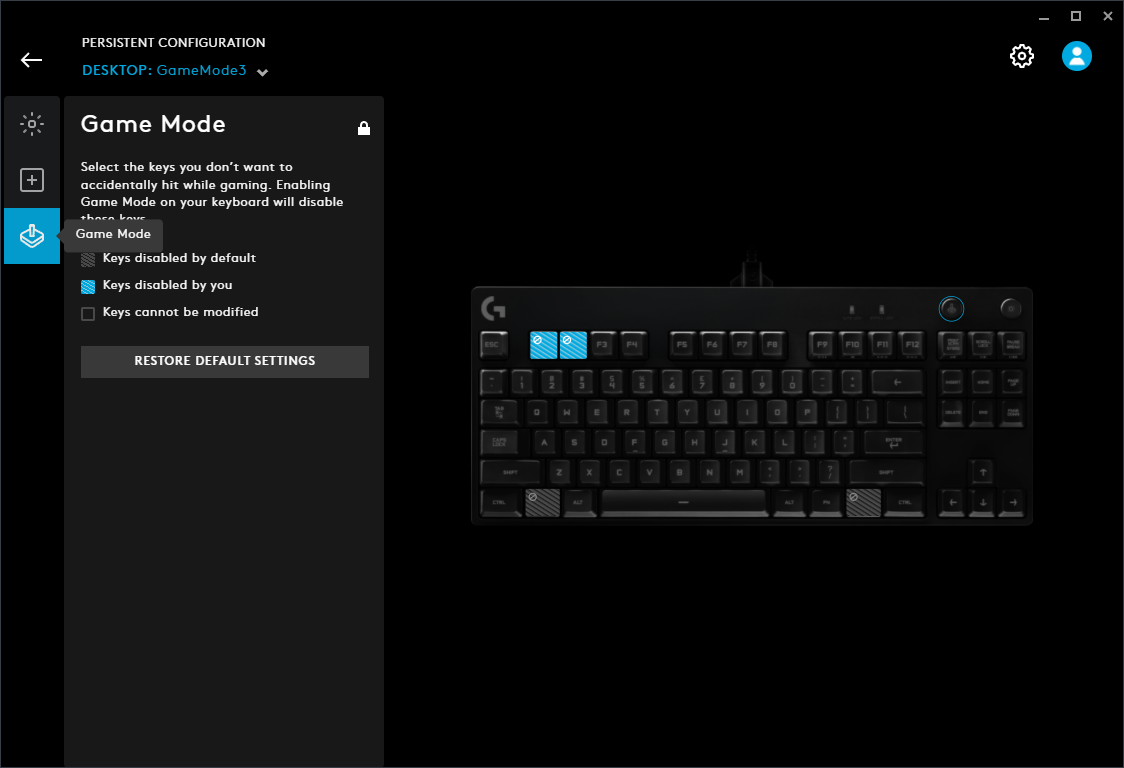 PERSISTENT CONFIGURATION
DESKTOP: GameMode3
Game Mode
Select the keys you don't want to
accidentally hit while gaming. Enabling
Game Mode on your keyboard will disable
these keys.
Game Mode
Keys disabled by default
Keys disabled by you
Keys cannot be modified
RESTORE DEFAULT SETTINGS
ESC F3 F4 F5 F6 F7 F8 F9 F10 F11 F12
1 2 3 4 5 6 7 8 9 0
TAB Q W E R T Y U I O P
CAPS LOCK A S D F G H J K L ENTER
SHIFT Z X C V B N M SHIFT
CTRL ALT ALT FN CTRL
INSERT HOME PAGE UP
DELETE END PAGE DOWN